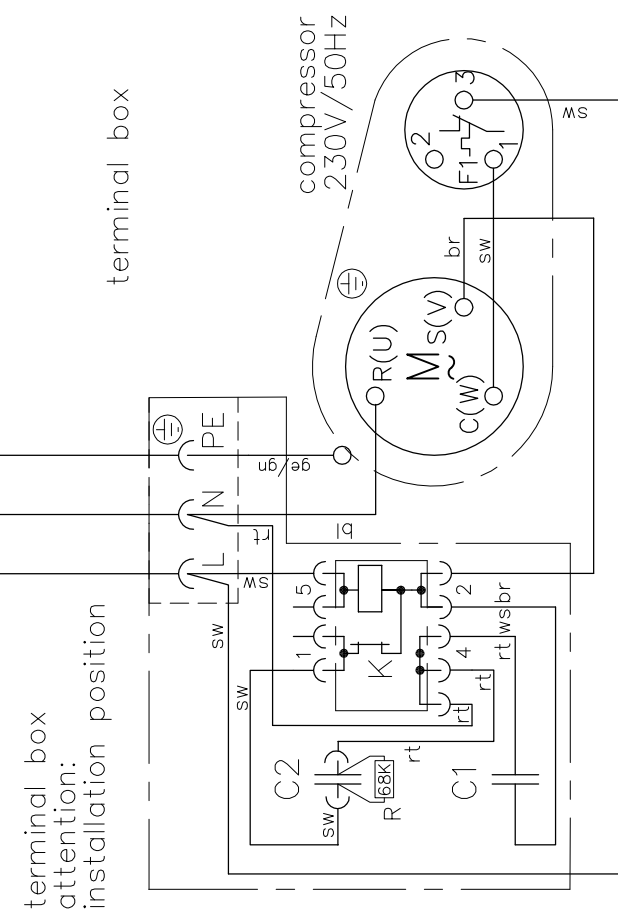 compressor
230V/50Hz
terminal box
3
2
F1
1
sw
br
sw
S(V)
R(U)
M
~
C(W)
PE
N
L
ge/gn
rt
bl
sw
sw
5
2
1
4
K
br
ws
rt
rt
rt
rt
sw
sw
C2
68K
R
C1
terminal box
attention:
installation position